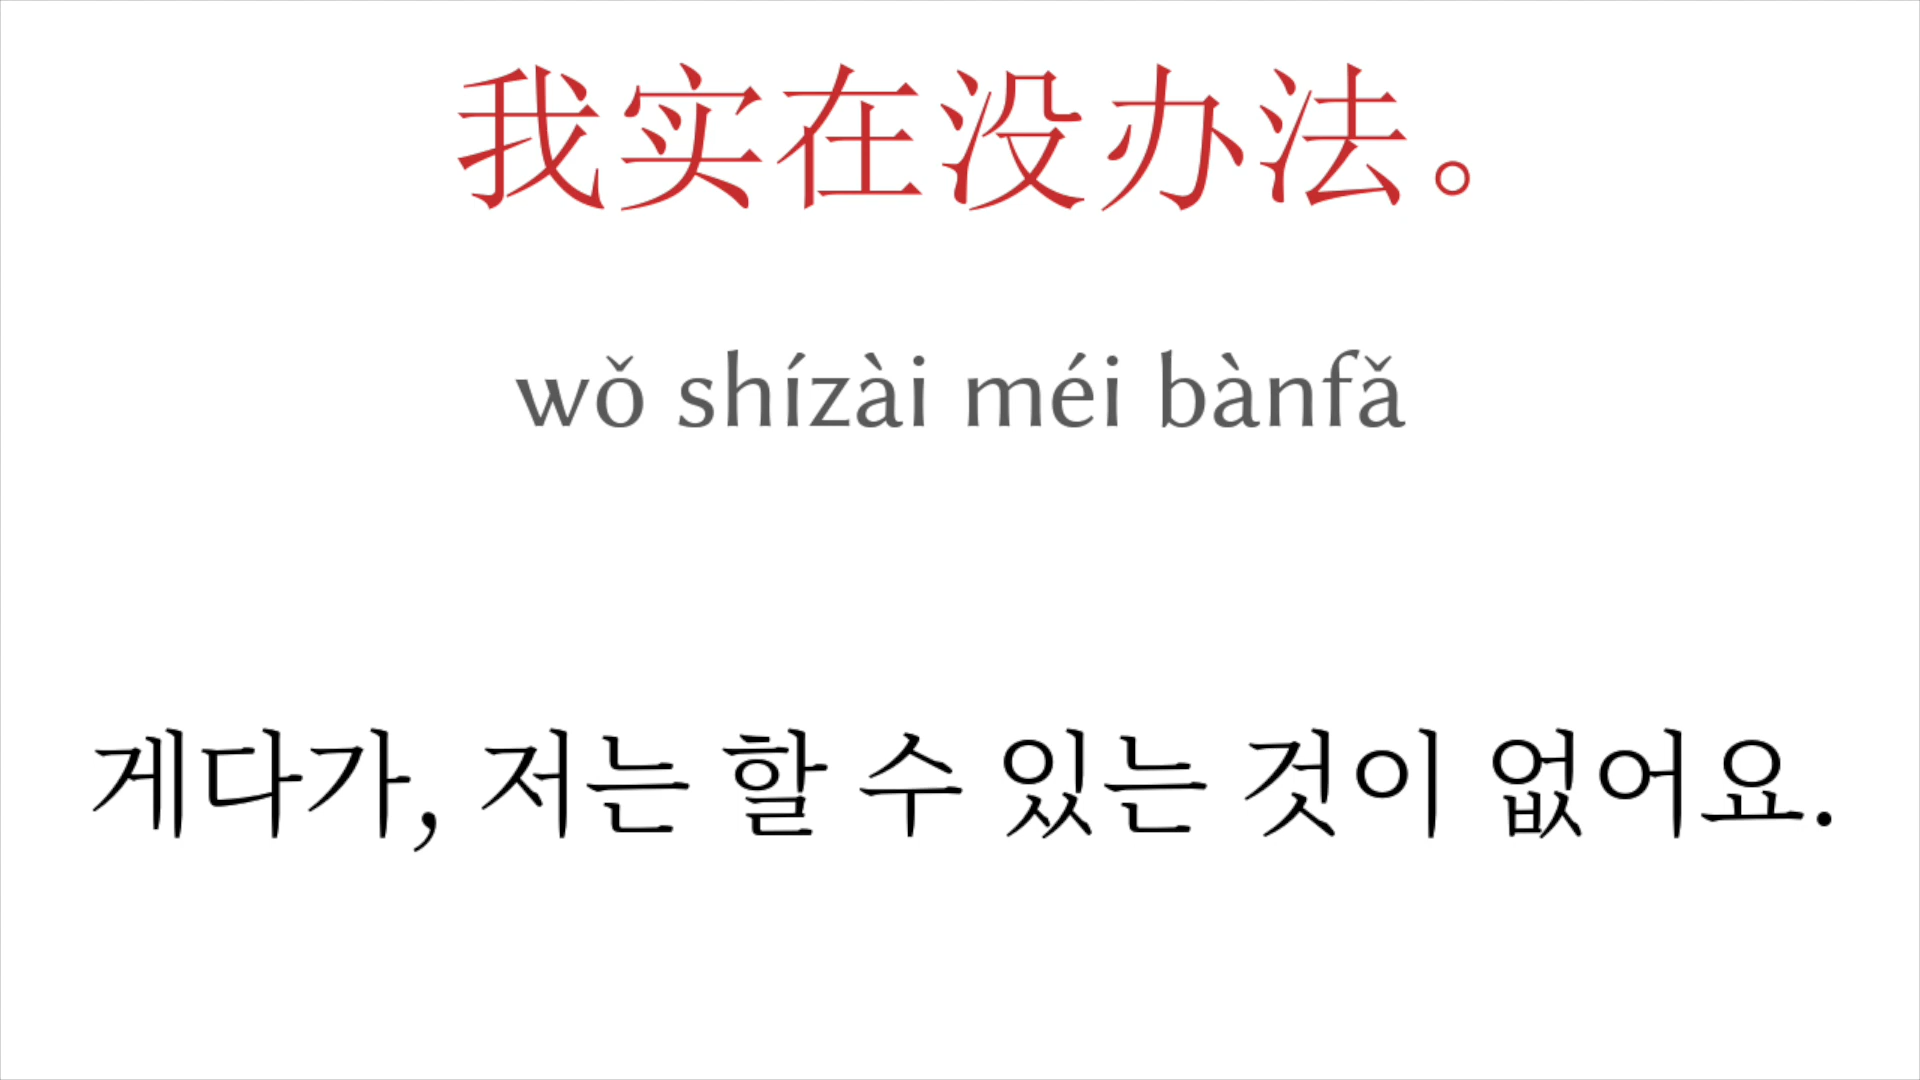 我实在没办法。
wǒ shízài méi bànfǎ
게다가, 저는 할 수 있는 것이 없어요.